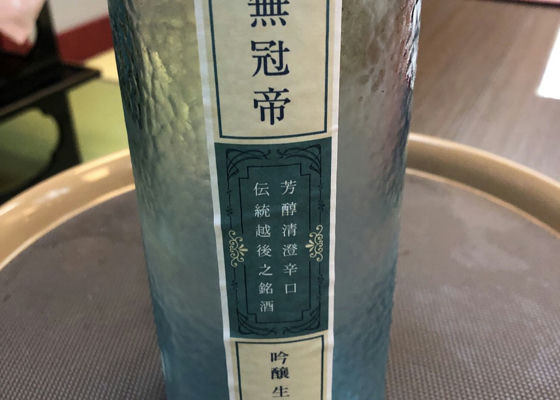 無冠帝
芳醇清澄辛口
伝統越後之銘酒
吟醸生